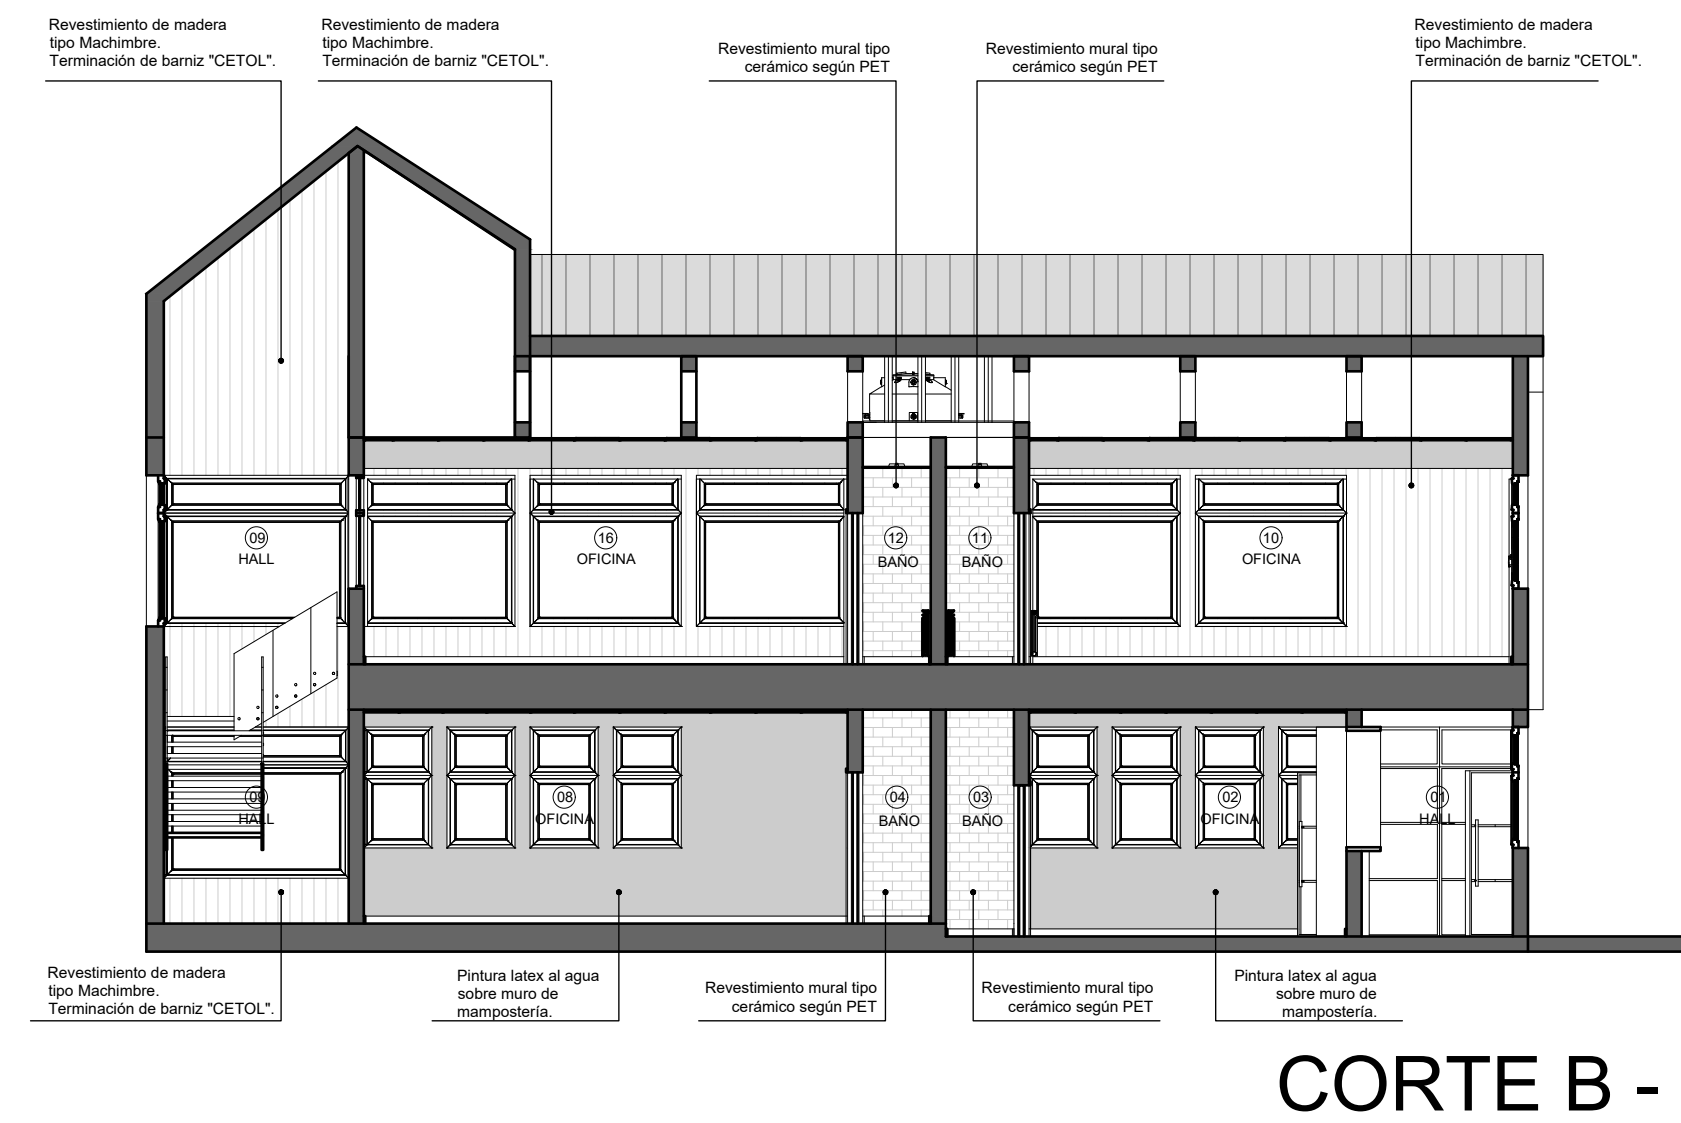 Revestimiento de madera
tipo Machimbre.
Terminación de barniz "CETOL".
Revestimiento de madera
tipo Machimbre.
Terminación de barniz "CETOL".
Revestimiento mural tipo
cerámico según PET
Revestimiento mural tipo
cerámico según PET
Revestimiento de madera
tipo Machimbre.
Terminación de barniz "CETOL".
09
HALL
16
OFICINA
12
BAÑO
11
BAÑO
10
OFICINA
09
HALL
08
OFICINA
04
BAÑO
03
BAÑO
02
OFICINA
01
HALL
Revestimiento de madera
tipo Machimbre.
Terminación de barniz "CETOL".
Pintura latex al agua
sobre muro de
mampostería.
Revestimiento mural tipo
cerámico según PET
Revestimiento mural tipo
cerámico según PET
Pintura latex al agua
sobre muro de
mampostería.
CORTE B -